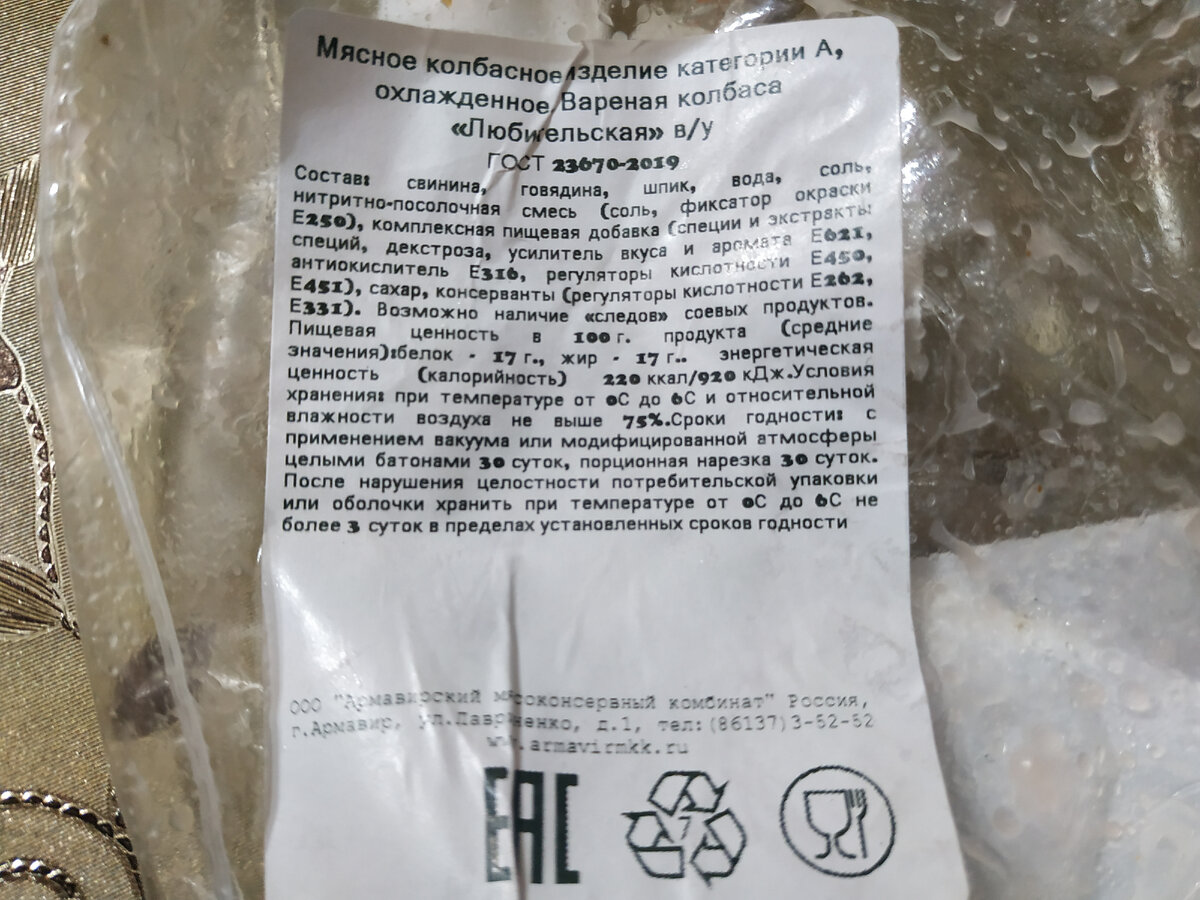 Мясное колбасное изделие категории А,
охлажденное Вареная колбаса
«Любительская» в/у
ГОСТ 23670-2019
Состав: свинина, говядина, шпик, вода, соль,
нитритно-посолочная смесь (соль, фиксатор окраски
Е250), комплексная пищевая добавка (специи и экстракты
специй, декстроза, усилитель вкуса и аромата Е621,
антиокислитель Е316, регуляторы кислотности Е450,
Е451), сахар, консерванты (регуляторы кислотности Е262,
Е331). Возможно наличие «следов» соевых продуктов.
Пищевая ценность в 100 г. продукта (средние
значения):белок - 17 г., жир - 17 г.. энергетическая
ценность (калорийность) 220 ккал/920 кДж.Условия
хранения: при температуре от 0С до 6С и относительной
влажности воздуха не выше 75%.Сроки годности: с
применением вакуума или модифицированной атмосферы
целыми батонами 30 суток, порционная нарезка 30 суток.
После нарушения целостности потребительской упаковки
или оболочки хранить при температуре от 0С до 6С не
более 3 суток в пределах установленных сроков годности
ООО "Армавирский мясоконсервный комбинат" Россия,
г.Армавир, ул.Лавриненко, д.1, тел:(86137)3-52-52
www.armavirmkk.ru
ЕАС
7